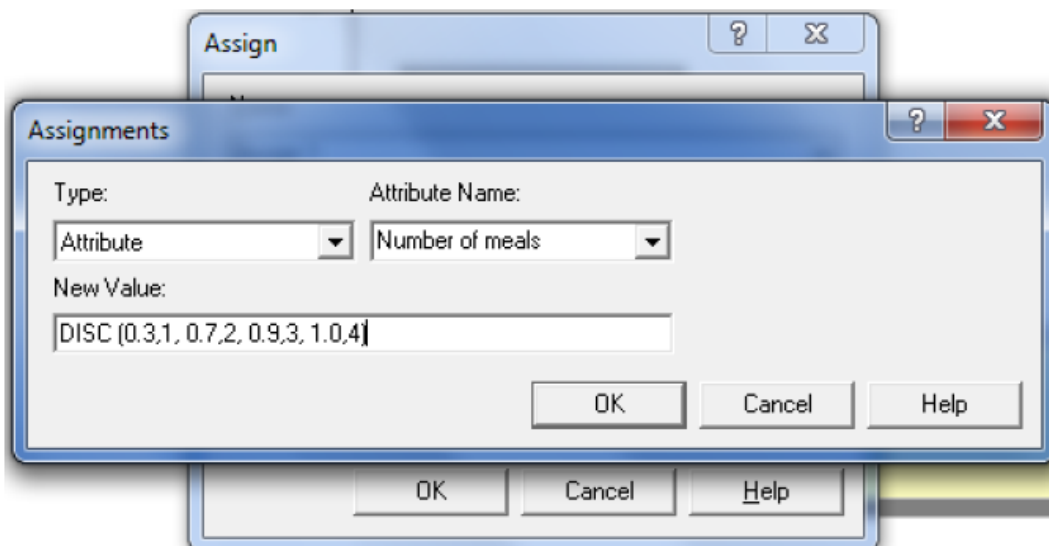 Assign
Assignments
Type:
Attribute Name:
Attribute
Number of meals
New Value:
DISC (0.3,1, 0.7,2, 0.9,3, 1.0,4)
OK
Cancel
Help
OK
Cancel
Help